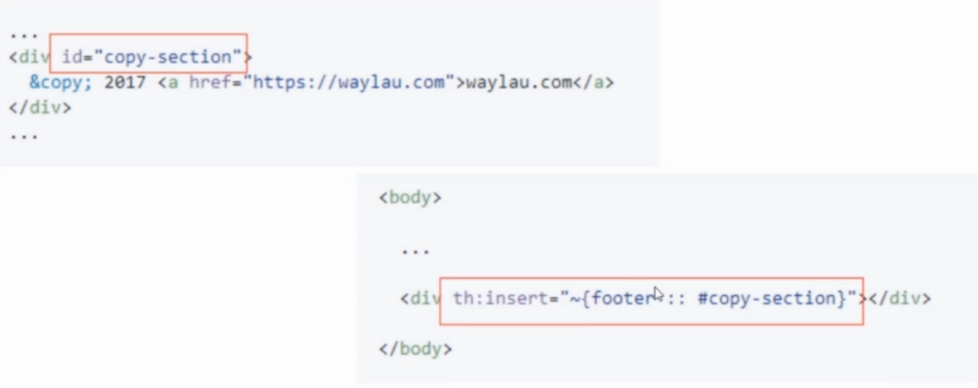 ...
<div id="copy-section">
&copy; 2017 <a href="https://waylau.com">waylau.com</a>
</div>
...
<body>
...
<div th:insert="~{footer :: #copy-section}"></div>
</body>